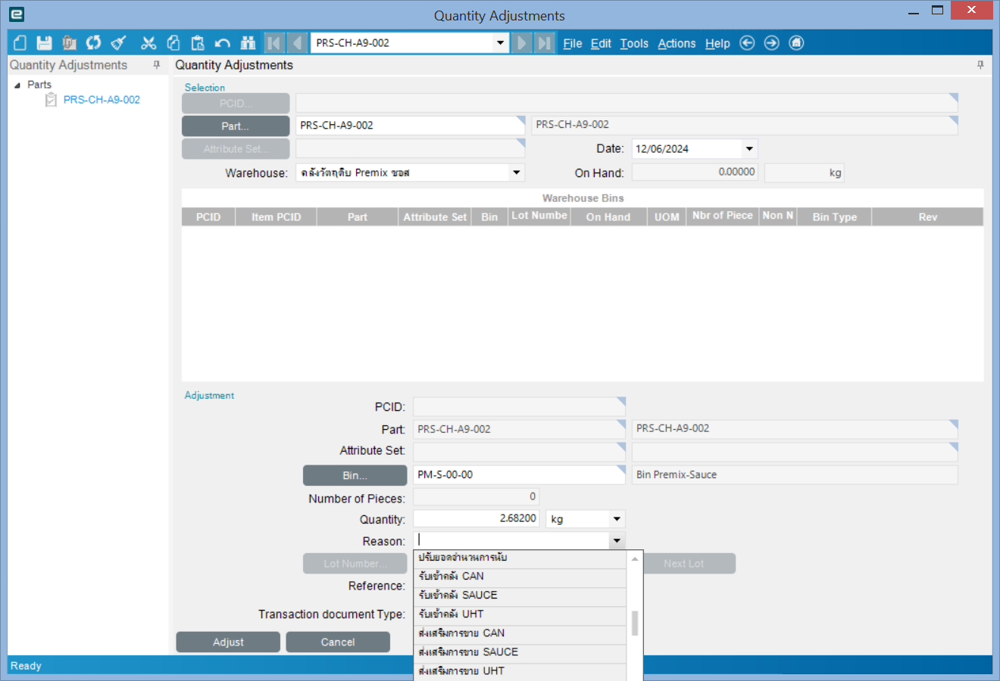 Quantity Adjustments
PRS-CH-A9-002 File Edit Tools Actions Help
Quantity Adjustments
Parts
PRS-CH-A9-002
Quantity Adjustments
Selection
PCID...
Part... PRS-CH-A9-002 PRS-CH-A9-002
Attribute Set... Date: 12/06/2024
Warehouse: คลังวัตถุดิบ Premix ซอส On Hand: 0.00000 kg
Warehouse Bins
PCID Item PCID Part Attribute Set Bin Lot Numbe On Hand UOM Nbr of Piece Non N Bin Type Rev
Adjustment
PCID:
Part: PRS-CH-A9-002 PRS-CH-A9-002
Attribute Set:
Bin... PM-S-00-00 Bin Premix-Sauce
Number of Pieces: 0
Quantity: 2.68200 kg
Reason:
ปรับยอดจำนวนการนับ
Lot Number... Next Lot
รับเข้าคลัง CAN
Reference:
รับเข้าคลัง SAUCE
รับเข้าคลัง UHT
Transaction document Type:
ส่งเสริมการขาย CAN
Adjust Cancel
ส่งเสริมการขาย SAUCE
ส่งเสริมการขาย UHT
Ready